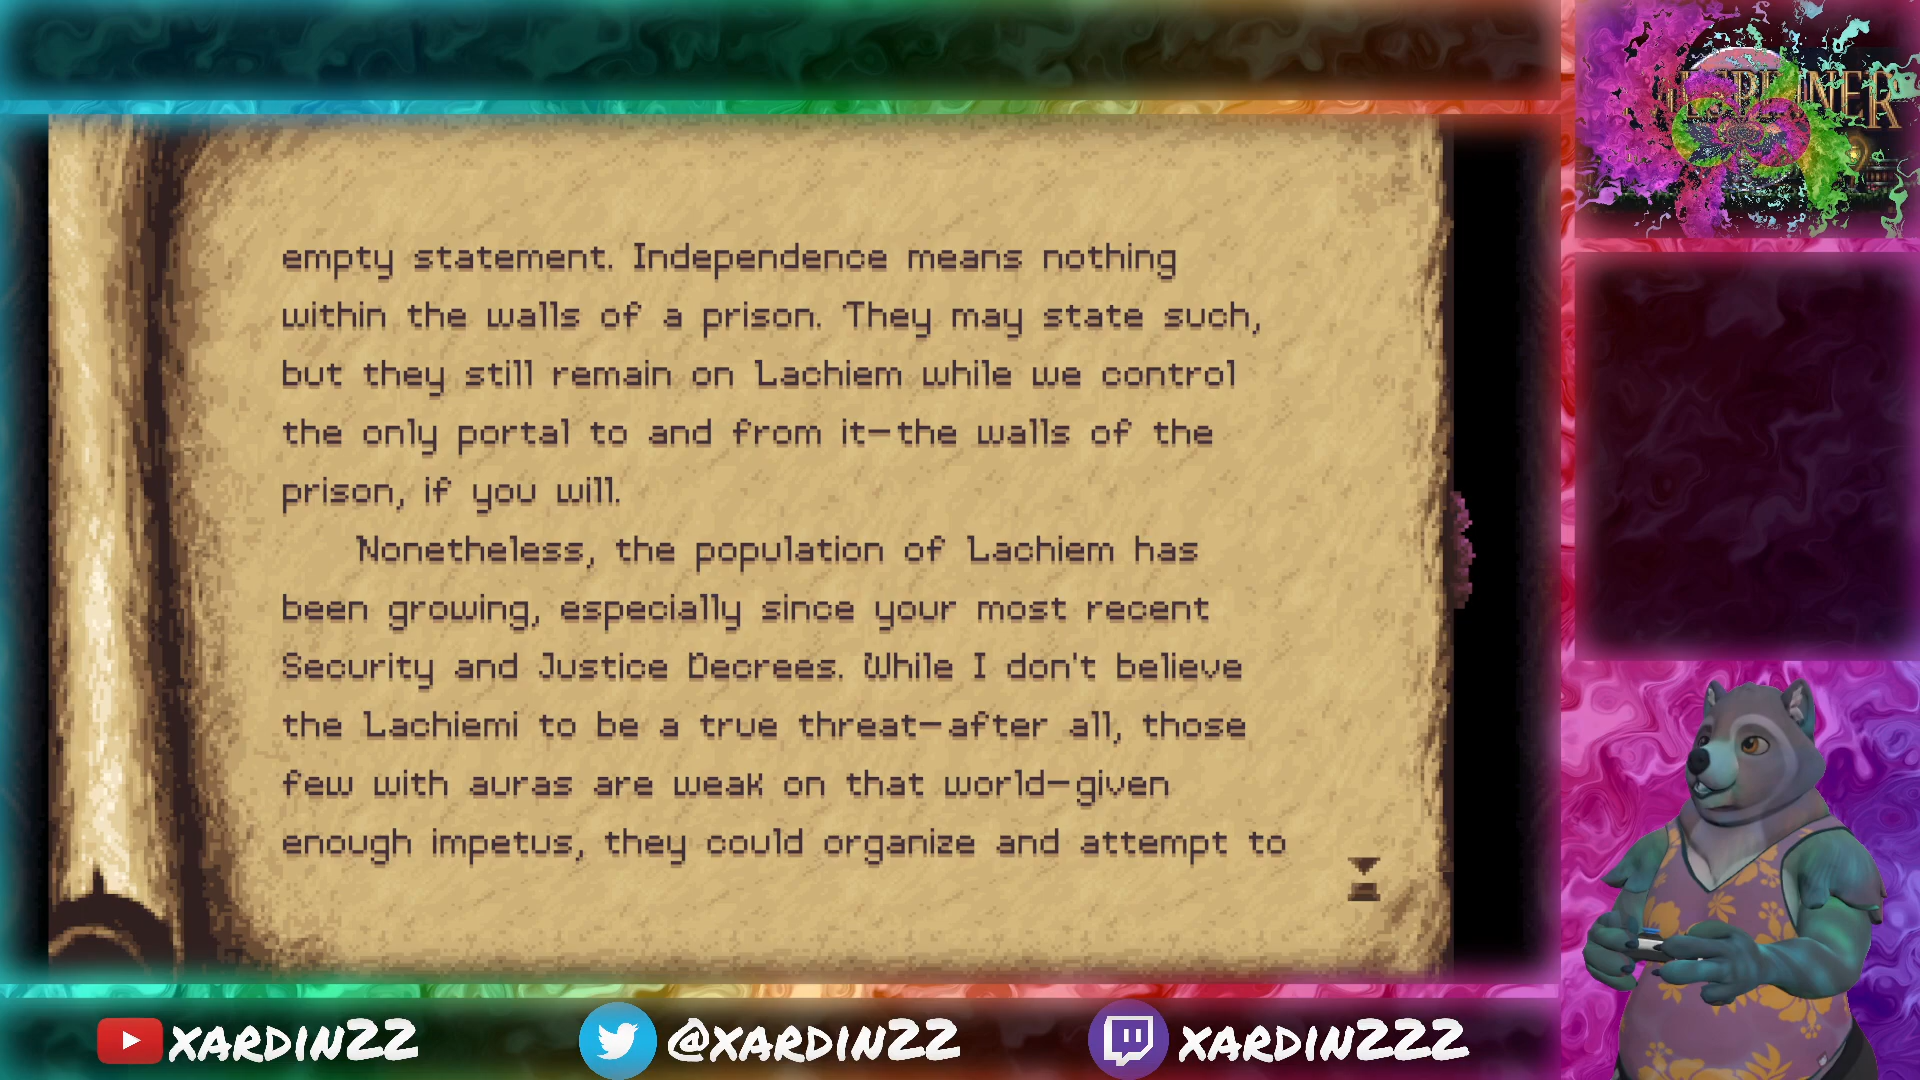 empty statement. Independence means nothing
within the walls of a prison. They may state such,
but they still remain on Lachiem while we control
the only portal to and from it—the walls of the
prison, if you will.
Nonetheless, the population of Lachiem has
been growing, especially since your most recent
Security and Justice Decrees. While I don't believe
the Lachiemi to be a true threat—after all, those
few with auras are weak on that world—given
enough impetus, they could organize and attempt to
xardin22
@xardin22
xardin222